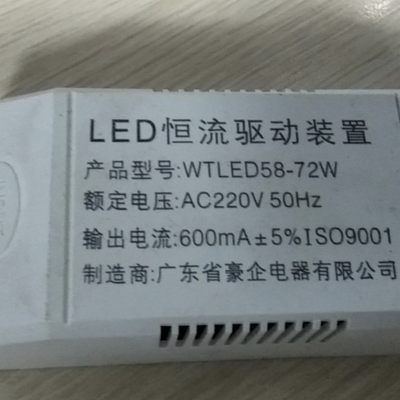 LED恒流驱动装置
产品型号:WTLED58-72W
额定电压:AC220V 50Hz
输出电流:600mA±5%ISO9001
制造商:广东省豪企电器有限公司